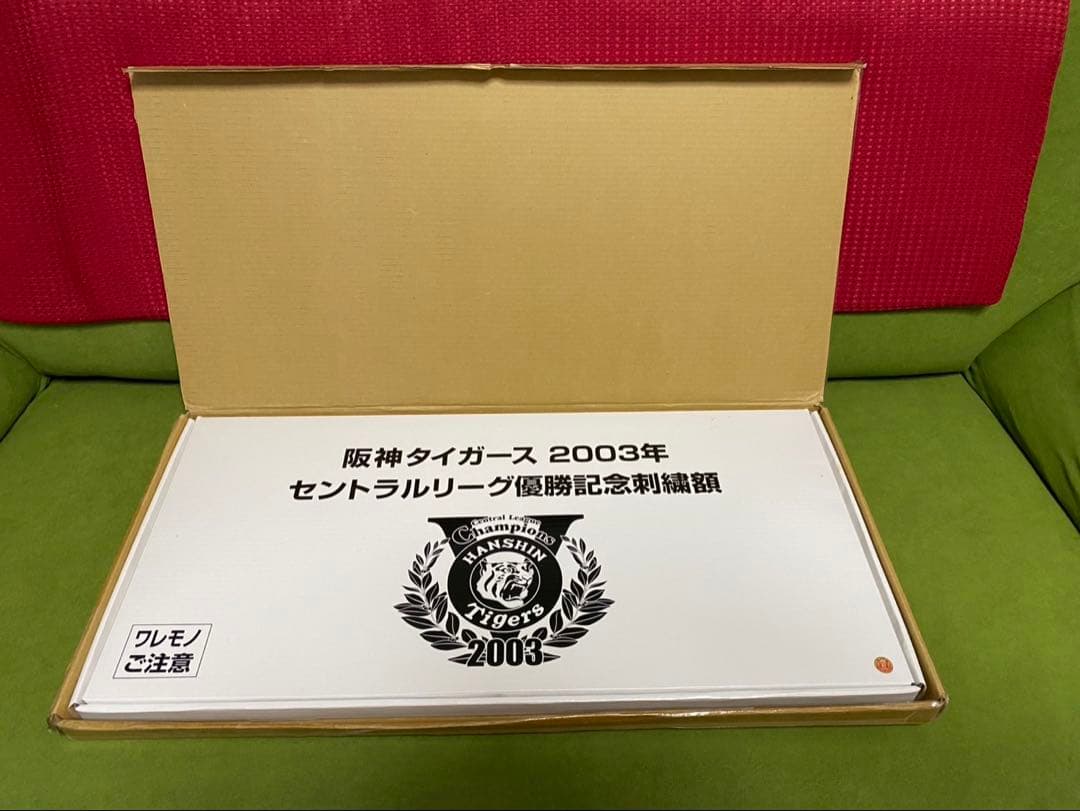 阪神タイガース 2003年
セントラルリーグ優勝記念刺繍額
Central League
Champions
HANSHIN
Tigers
2003
ワレモノ
ご注意